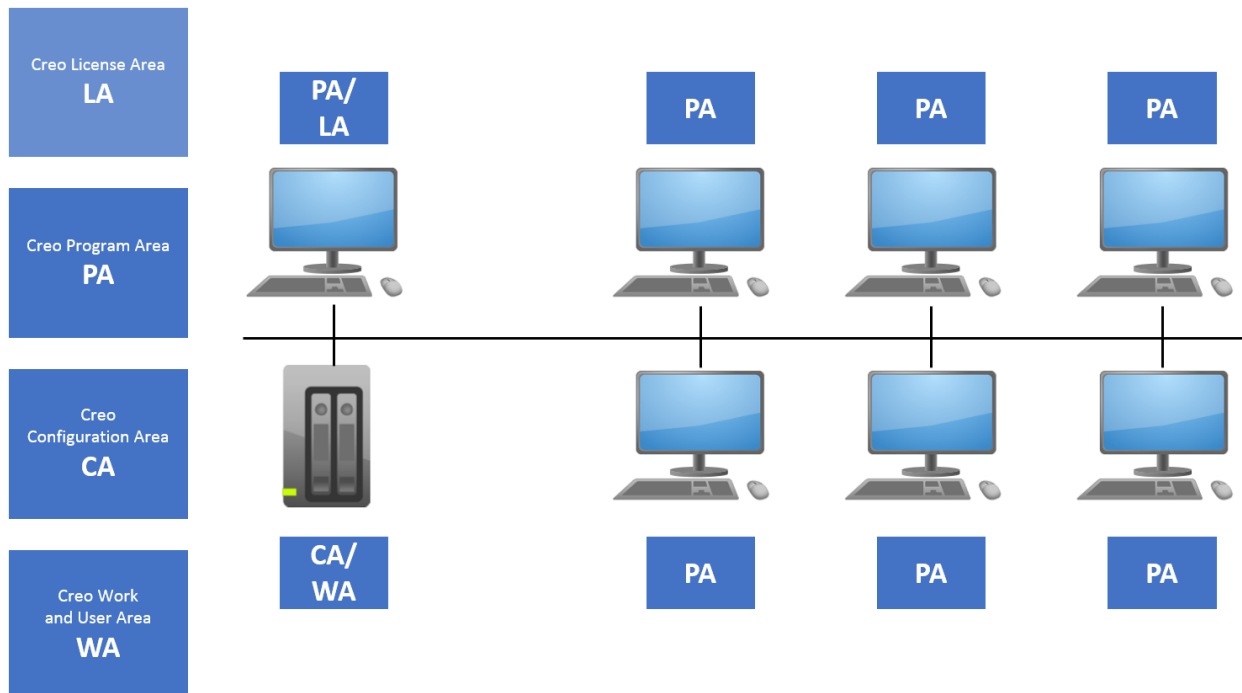 Creo License Area
LA
PA/
LA
PA
PA
PA
Creo Program Area
PA
Creo
Configuration Area
CA
CA/
WA
PA
PA
PA
Creo Work
and User Area
WA